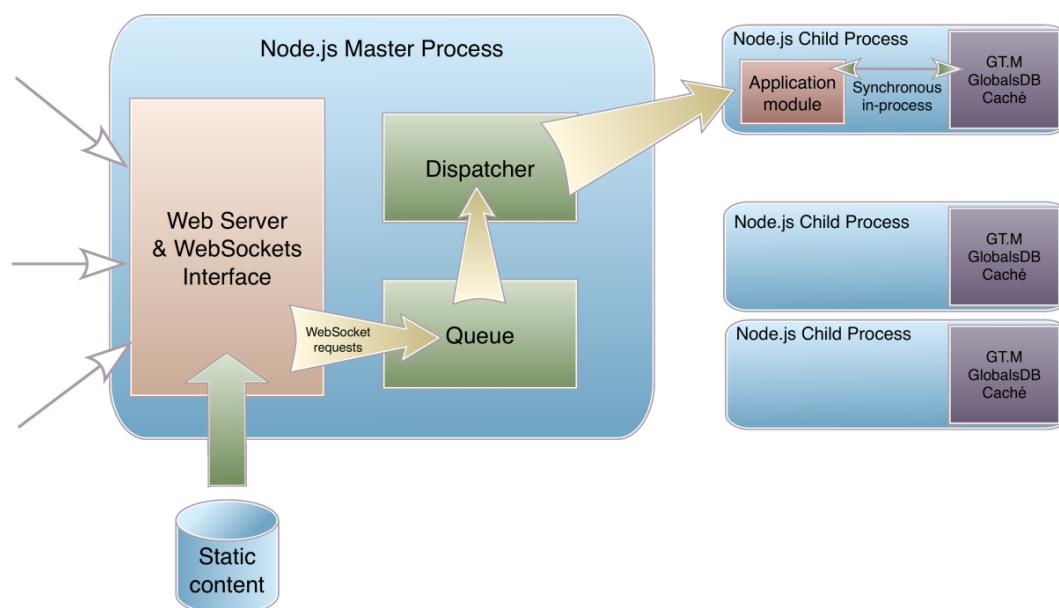 Node.js Master Process
Web Server
& WebSockets
Interface
WebSocket
requests
Dispatcher
Queue
Static
content
Node.js Child Process
Application
module
Synchronous
in-process
GT.M
GlobalsDB
Caché
Node.js Child Process
GT.M
GlobalsDB
Caché
Node.js Child Process
GT.M
GlobalsDB
Caché